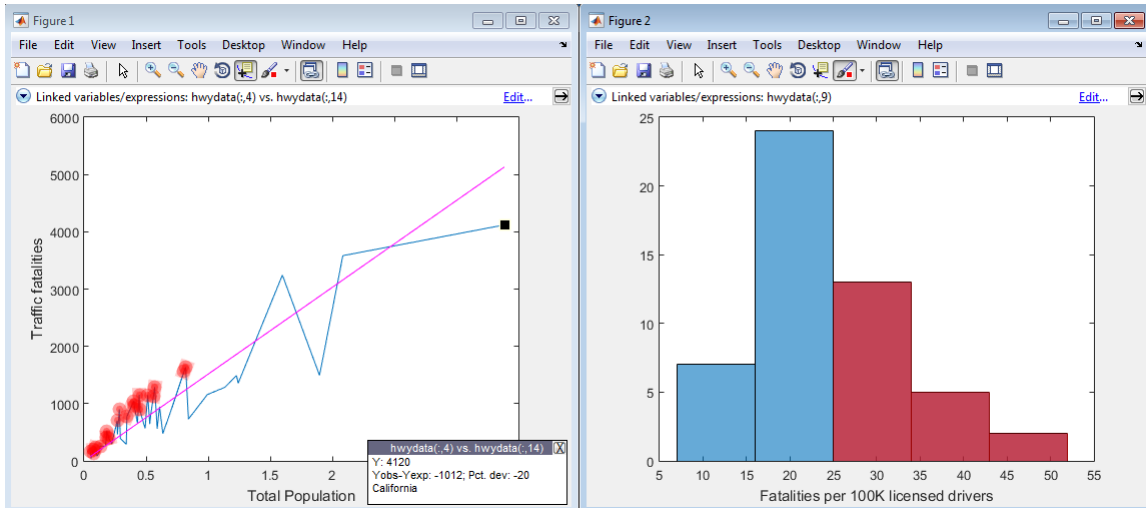 Figure 1
File Edit View Insert Tools Desktop Window Help
Linked variables/expressions: hwydata(:,4) vs. hwydata(:,14) Edit...
6000
5000
4000
3000
2000
1000
0
Traffic fatalities
0 0.5 1 1.5 2
Total Population
hwydata(:,4) vs. hwydata(:,14) X
Y: 4120
Yobs-Yexp: -1012; Pct. dev: -20
California
Figure 2
File Edit View Insert Tools Desktop Window Help
Linked variables/expressions: hwydata(:,9) Edit...
25
20
15
10
5
0
5 10 15 20 25 30 35 40 45 50 55
Fatalities per 100K licensed drivers